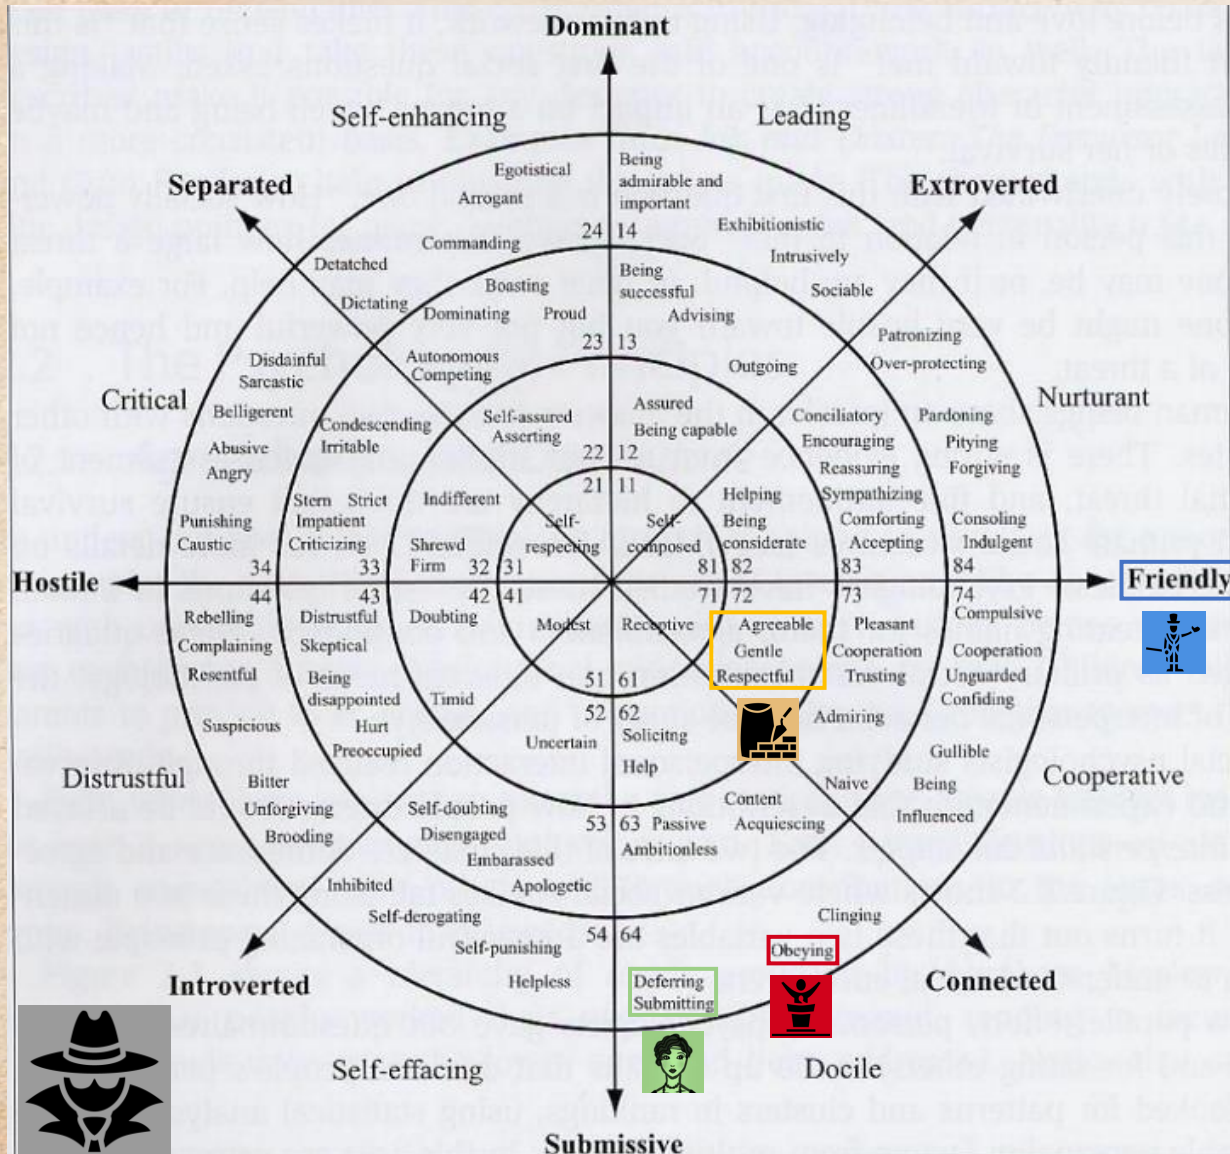 Dominant
Self-enhancing
Leading
Separated
Extroverted
Egotistical
Arrogant
Being
admirable and
important
24 14
Exhibitionistic
Commanding
Intrusively
Detatched
Boasting
Being
successful
Sociable
Dictating
Dominating
Proud
Advising
23 13
Patronizing
Over-protecting
Disdainful
Sarcastic
Autonomous
Competing
Outgoing
Critical
Nurturant
Belligerent
Condescending
Irritable
Self-assured
Asserting
Assured
Being capable
Conciliatory
Encouraging
Reassuring
Sympathizing
Pardoning
Pitying
Forgiving
Abusive
Angry
22 12
21 11
Stern Strict
Impatient
Criticizing
Indifferent
Helping
Being
considerate
Comforting
Accepting
Consoling
Indulgent
Punishing
Caustic
Shrewd
Firm
Self-
respecting
Self-
composed
34 33 32 31 81 82 83 84
Hostile
Friendly
44 43 42 41 71 72 73 74
Rebelling
Complaining
Resentful
Distrustful
Skeptical
Doubting
Modest
Receptive
Agreeable
Gentle
Respectful
Pleasant
Cooperation
Trusting
Compulsive
Cooperation
Unguarded
Confiding
51 61
Being
disappointed
Timid
52 62
Suspicious
Hurt
Preoccupied
Uncertain
Solicitng
Help
Admiring
Gullible
Distrustful
Cooperative
Bitter
Unforgiving
Brooding
Naive
Being
Influenced
Self-doubting
Disengaged
Embarassed
Apologetic
53 63
Content
Acquiescing
Passive
Ambitionless
Inhibited
Self-derogating
Self-punishing
Helpless
54 64
Clinging
Obeying
Deferring
Submitting
Introverted
Connected
Self-effacing
Docile
Submissive